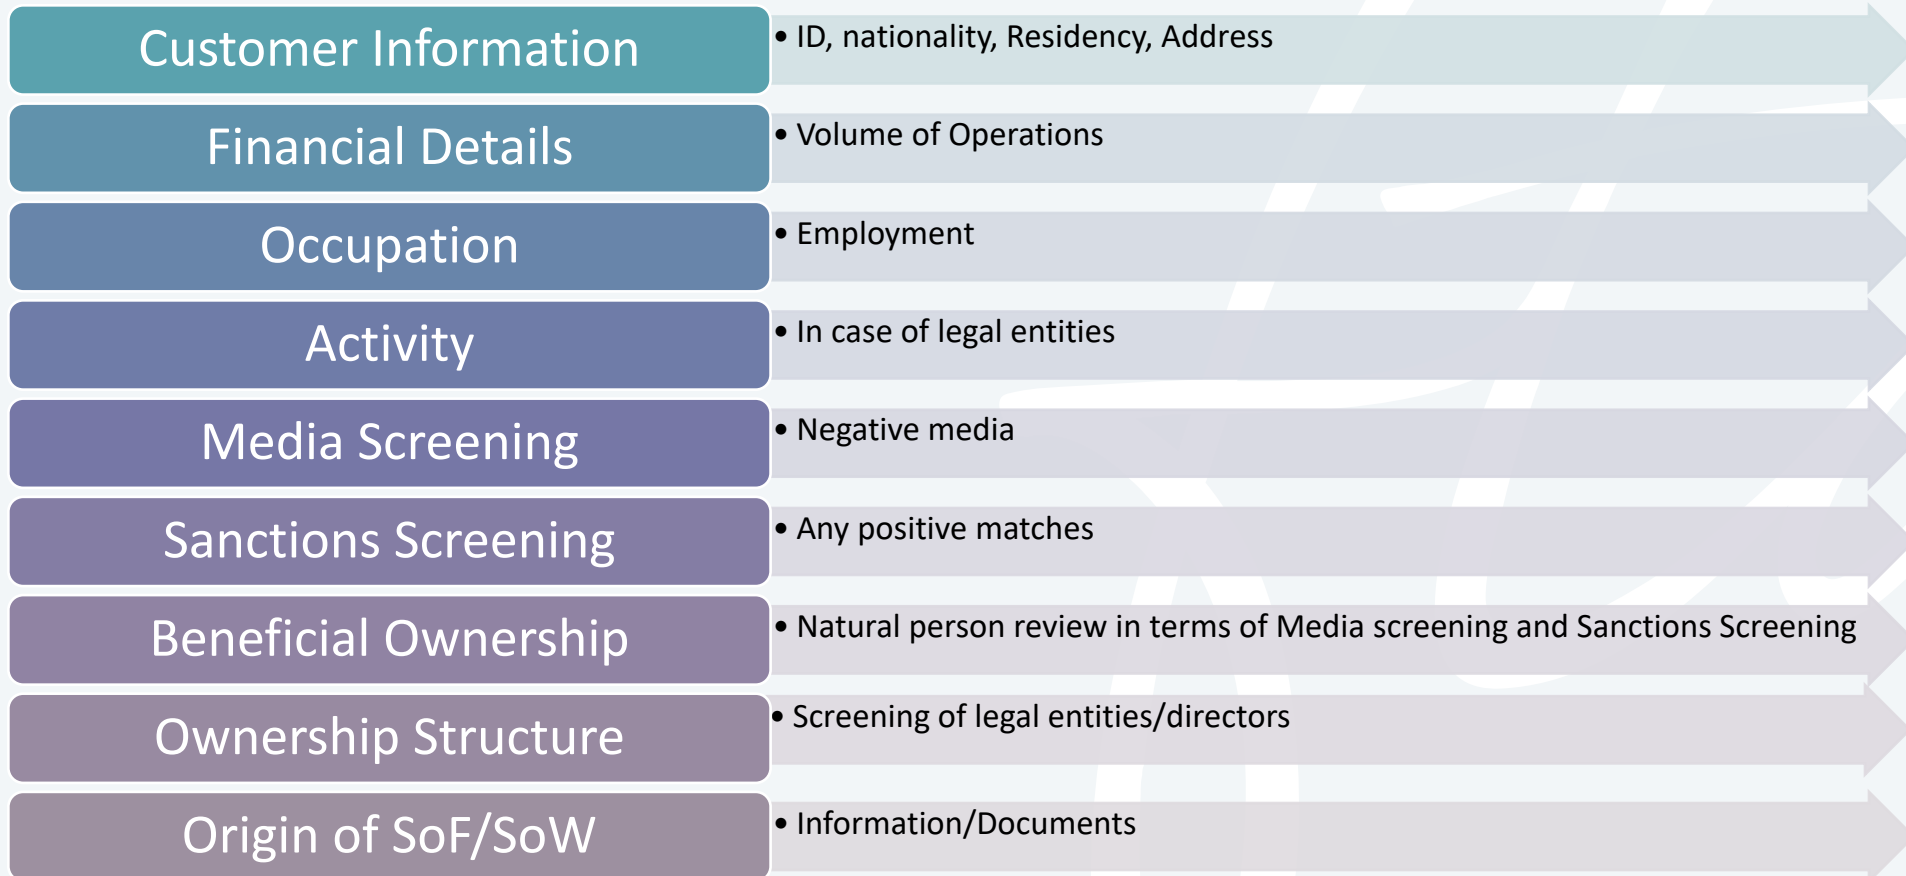 Customer Information
• ID, nationality, Residency, Address
Financial Details
• Volume of Operations
Occupation
• Employment
Activity
• In case of legal entities
Media Screening
• Negative media
Sanctions Screening
• Any positive matches
Beneficial Ownership
• Natural person review in terms of Media screening and Sanctions Screening
Ownership Structure
• Screening of legal entities/directors
Origin of SoF/SoW
• Information/Documents